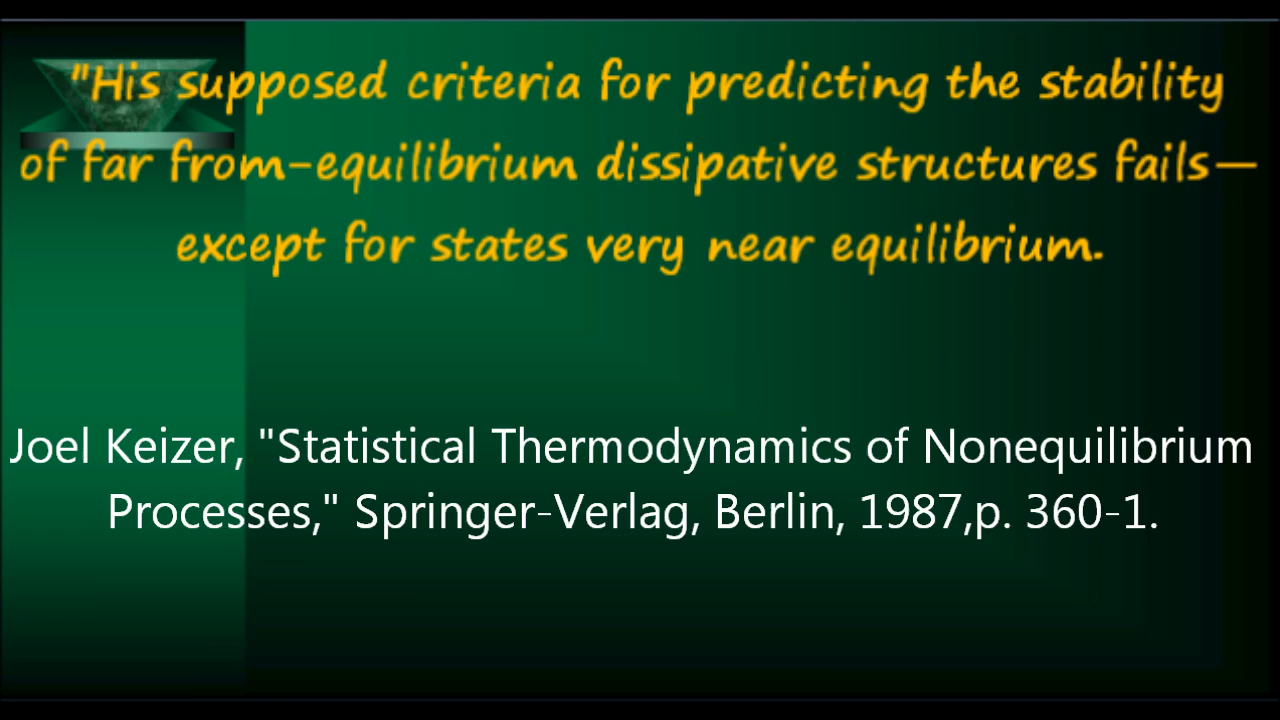 "His supposed criteria for predicting the stability
of far from-equilibrium dissipative structures fails—
except for states very near equilibrium.
Joel Keizer, "Statistical Thermodynamics of Nonequilibrium
Processes," Springer-Verlag, Berlin, 1987,p. 360-1.